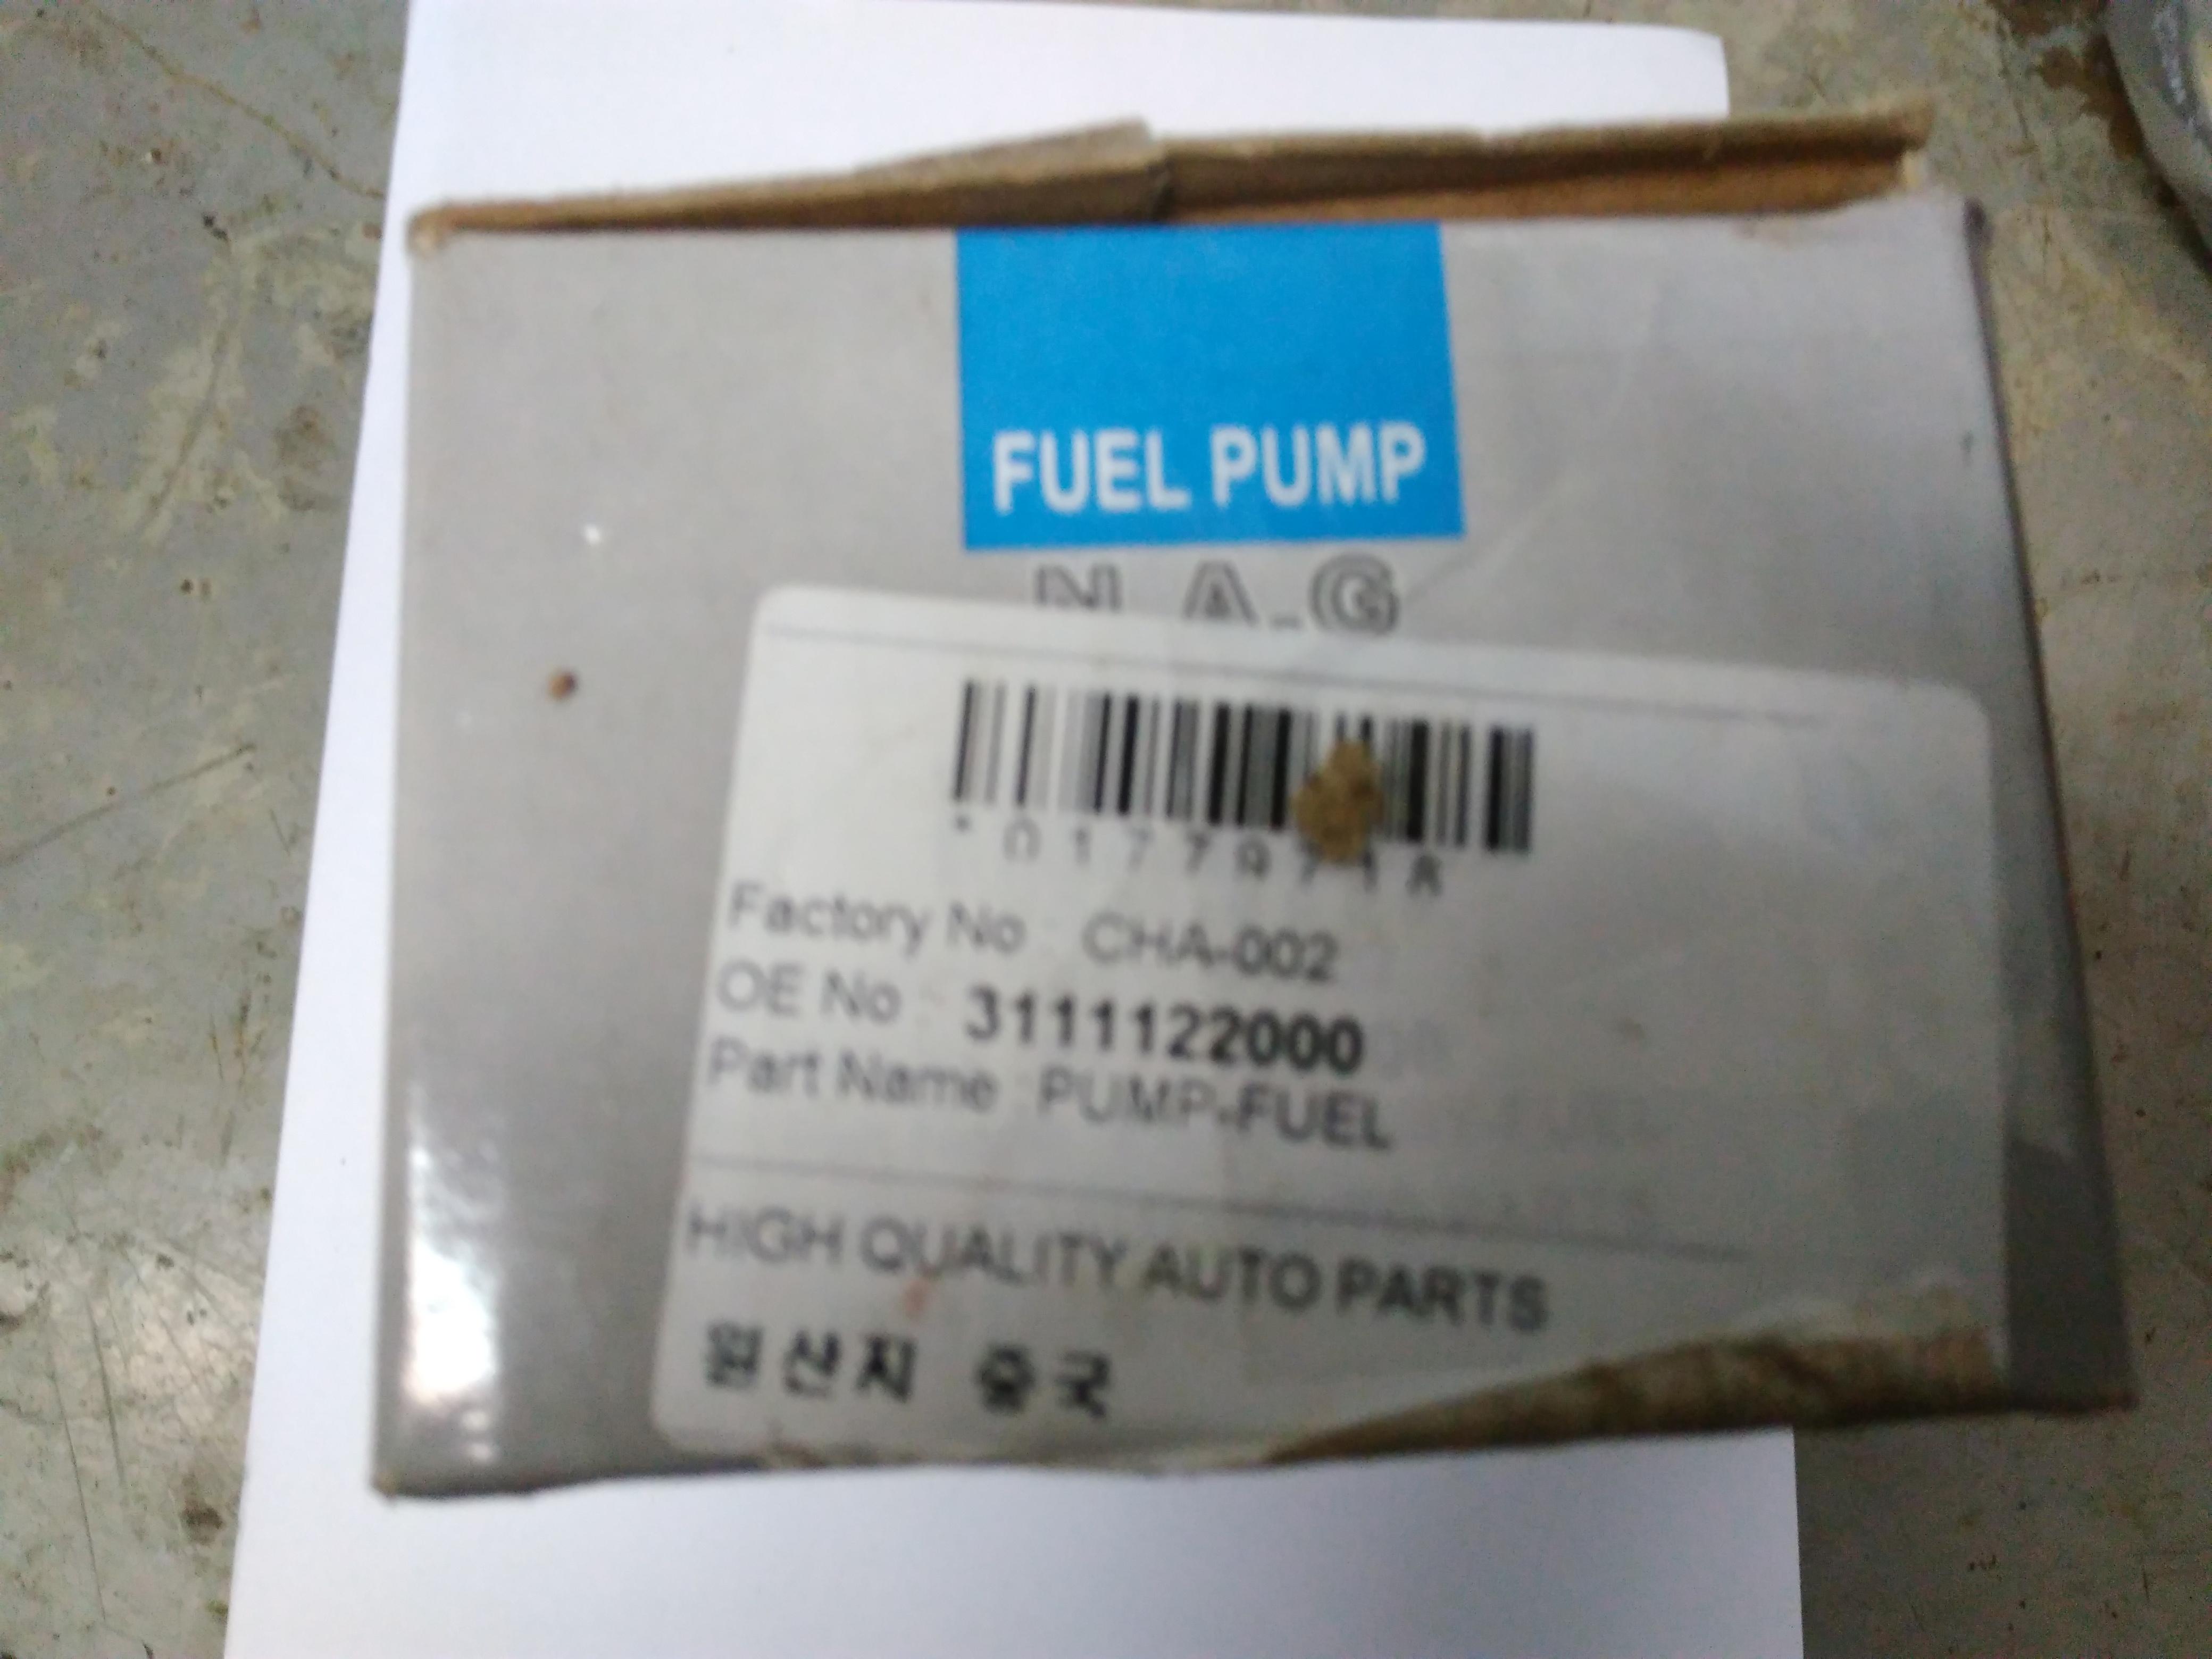 FUEL PUMP
N A-G
Factory No CHA-002
OE No : 3111122000
Part Name PUMP-FUEL
HIGH QUALITY AUTO PARTS
원산지 중국